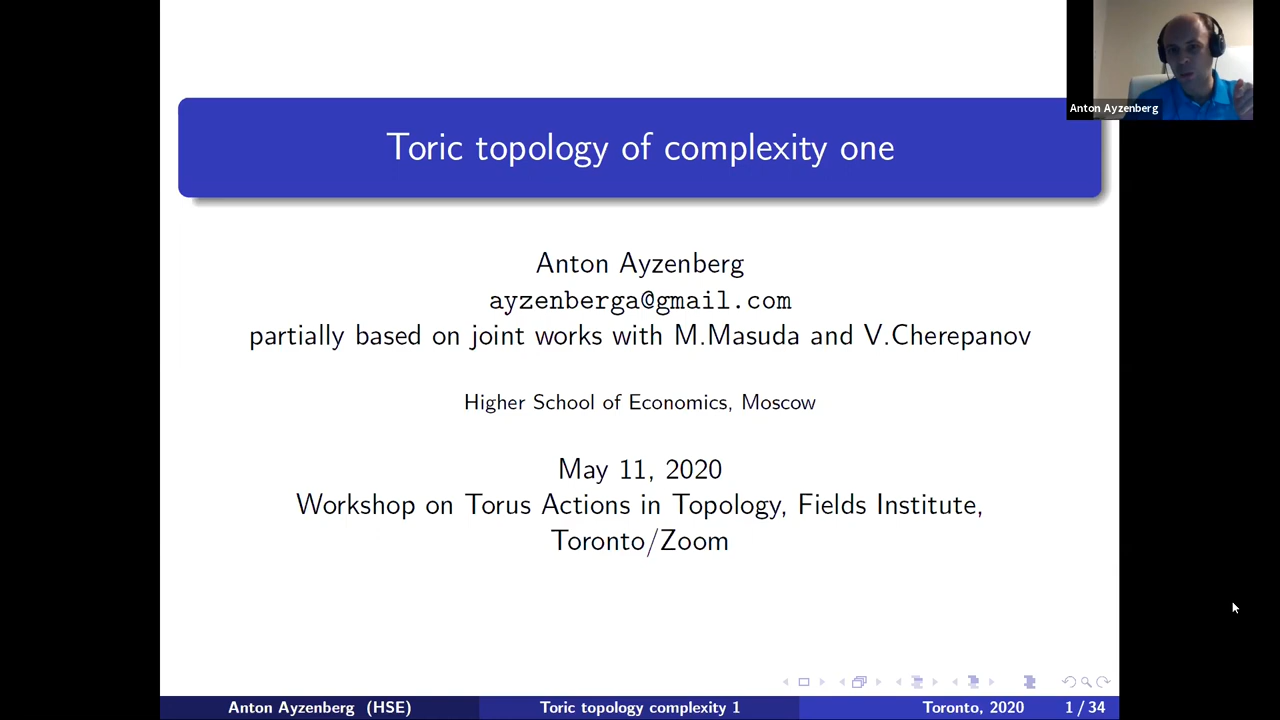 Anton Ayzenberg
Toric topology of complexity one
Anton Ayzenberg
ayzenberga@gmail.com
partially based on joint works with M.Masuda and V.Cherepanov
Higher School of Economics, Moscow
May 11, 2020
Workshop on Torus Actions in Topology, Fields Institute,
Toronto/Zoom
Anton Ayzenberg (HSE)
Toric topology complexity 1
Toronto, 2020
1 / 34